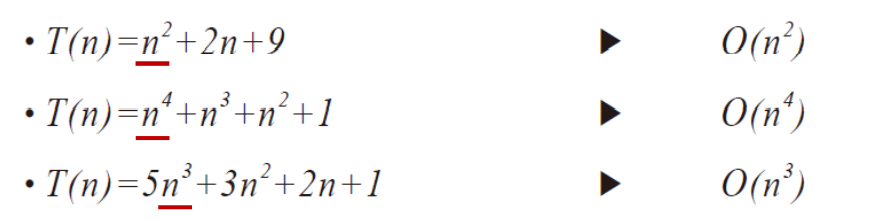 • T(n)=n²+2n+9 ▶ O(n²)
• T(n)=n⁴+n³+n²+1 ▶ O(n⁴)
• T(n)=5n³+3n²+2n+1 ▶ O(n³)